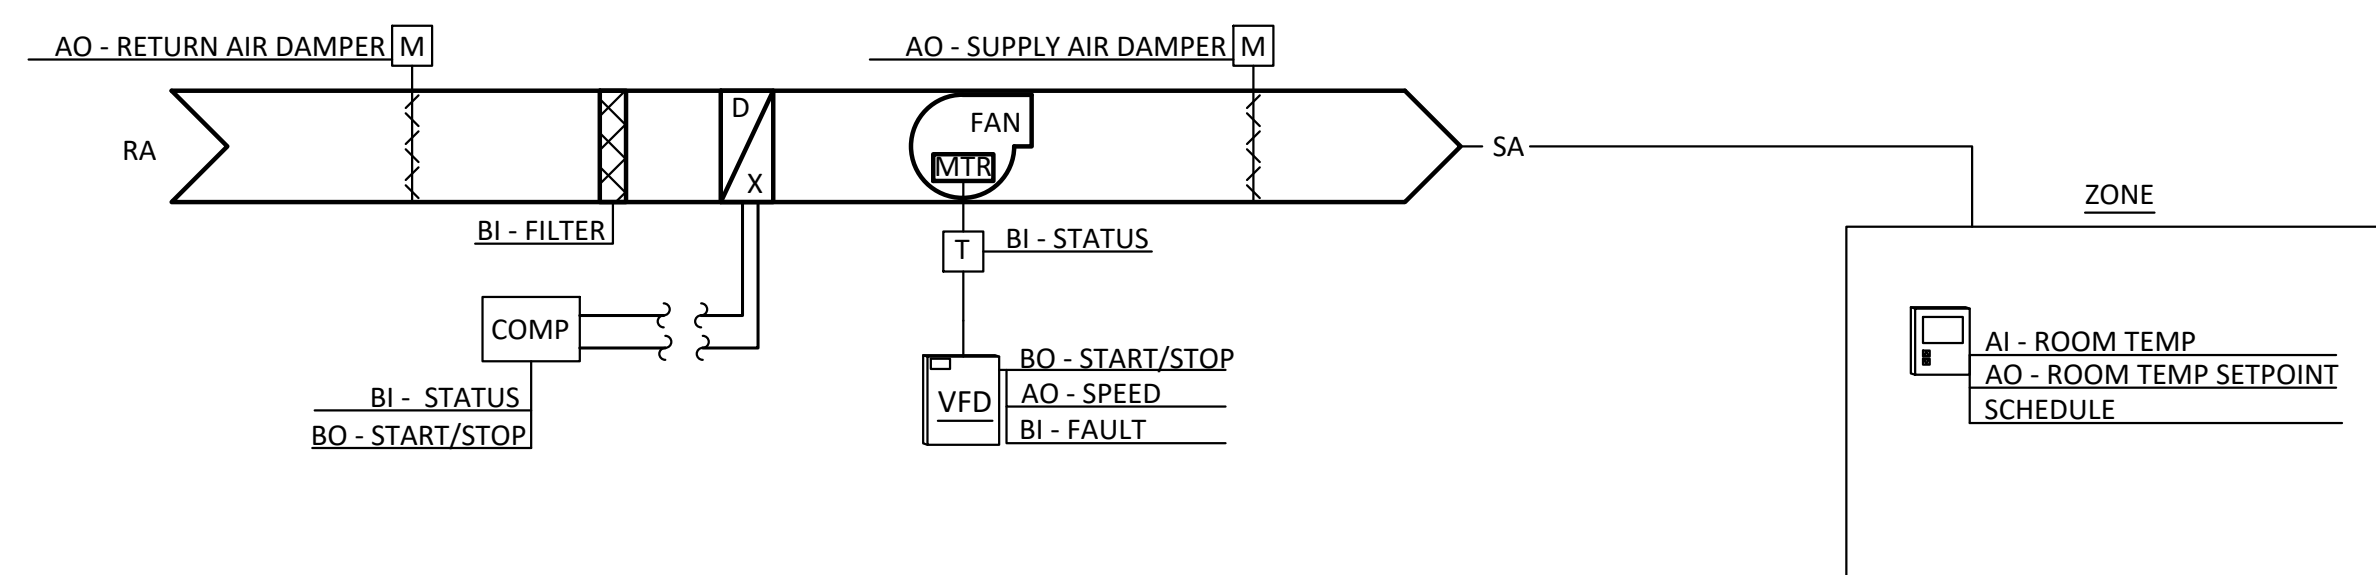 AO - RETURN AIR DAMPER M
AO - SUPPLY AIR DAMPER M
D
X
FAN
MTR
RA
SA
ZONE
BI - FILTER
T
BI - STATUS
COMP
BI - STATUS
BO - START/STOP
VFD
BO - START/STOP
AO - SPEED
BI - FAULT
AI - ROOM TEMP
AO - ROOM TEMP SETPOINT
SCHEDULE